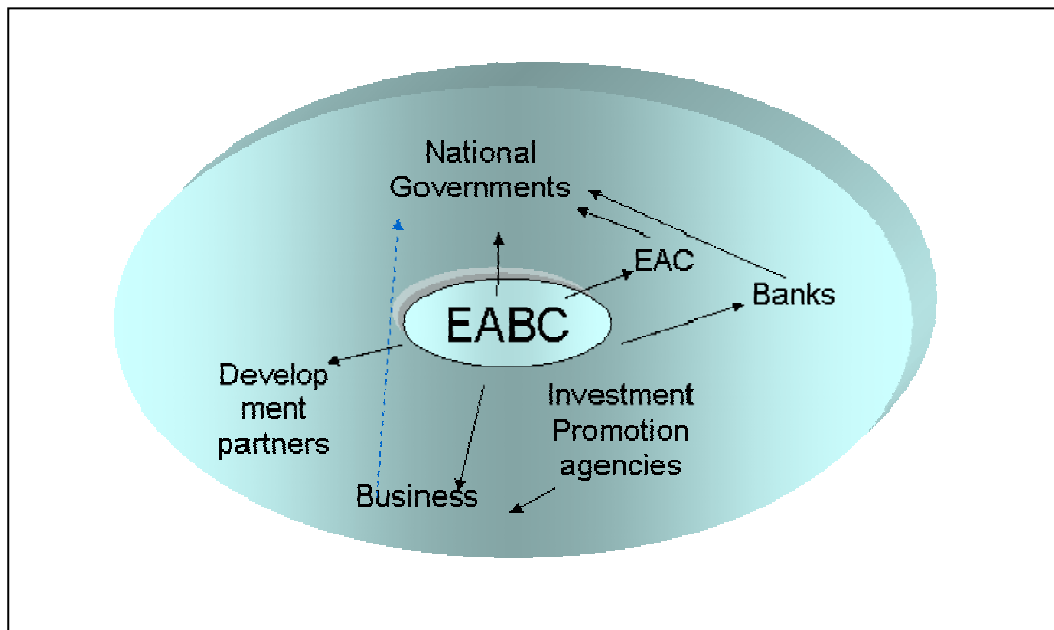 National
Governments
EAC
Banks
EABC
Develop
ment
partners
Investment
Promotion
agencies
Business